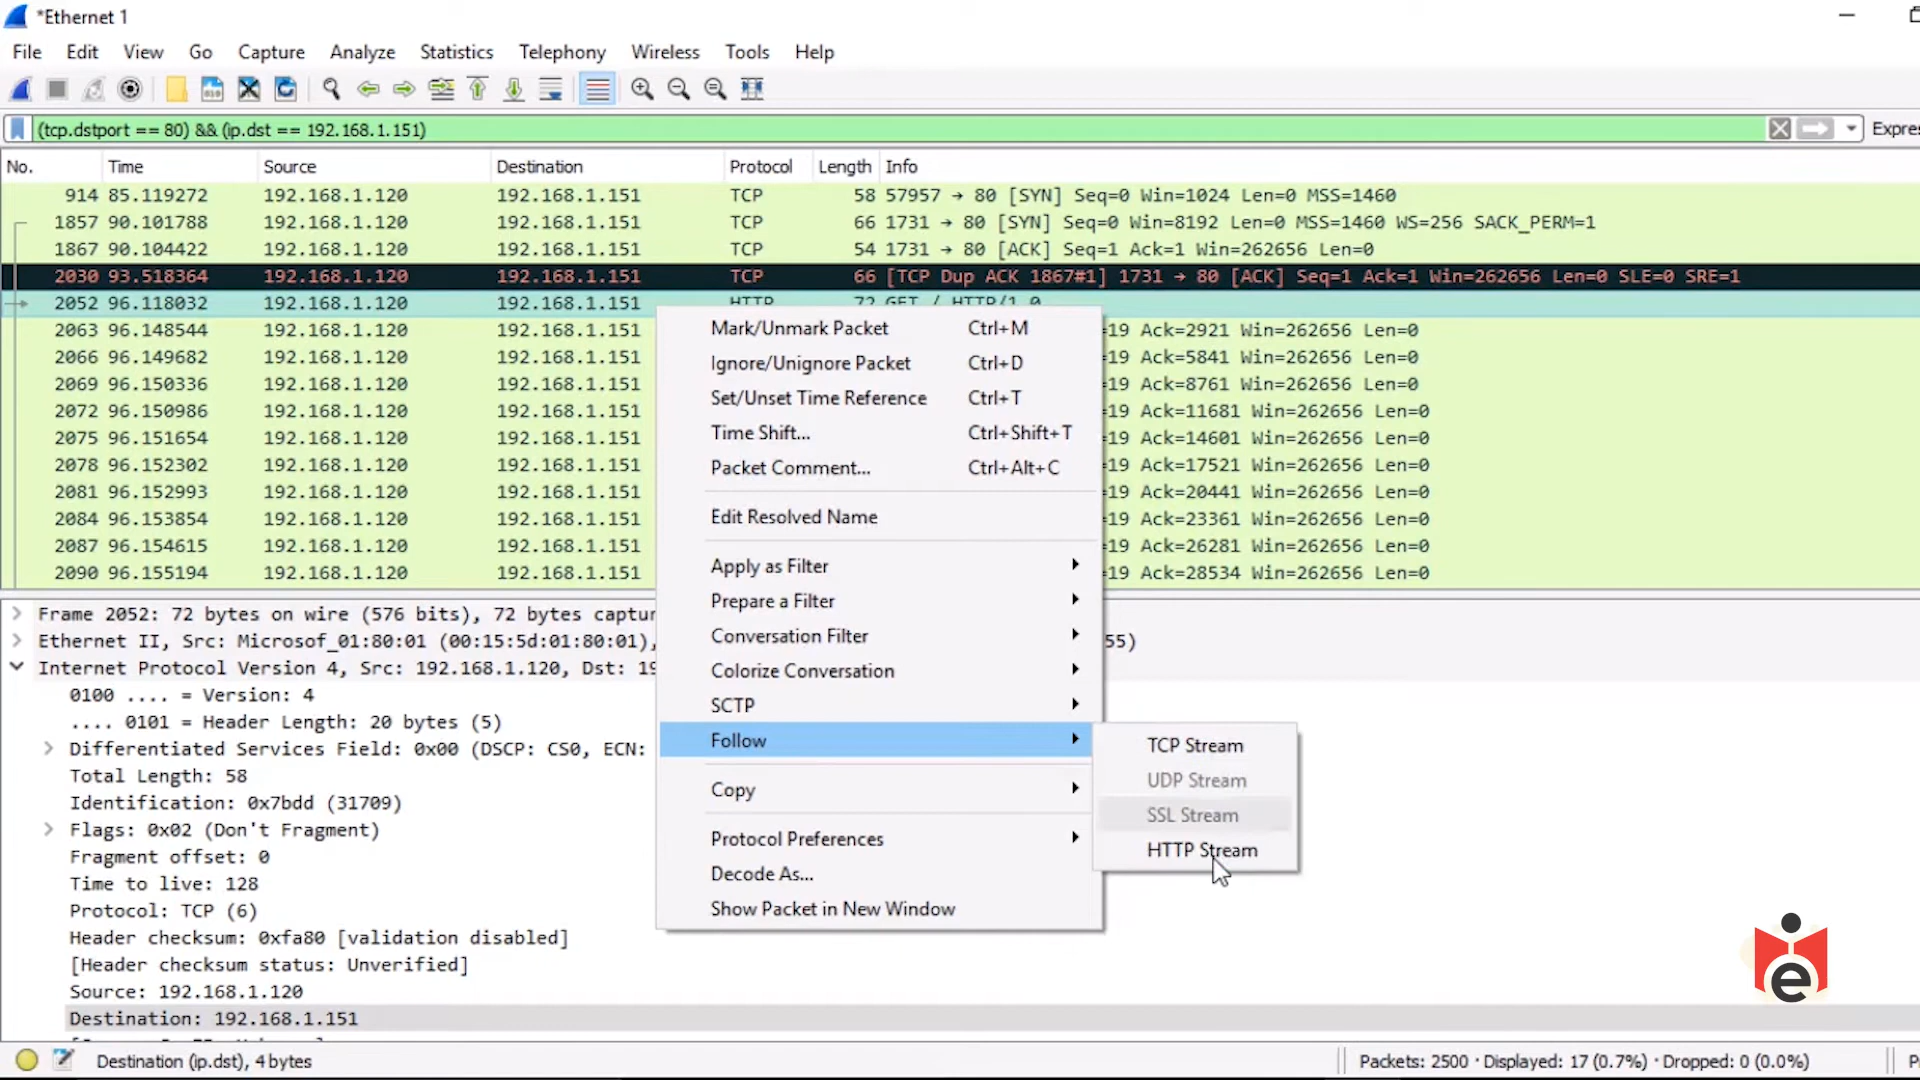 *Ethernet 1
File Edit View Go Capture Analyze Statistics Telephony Wireless Tools Help
(tcp.dstport == 80) && (ip.dst == 192.168.1.151)
No. Time Source Destination Protocol Length Info
914 85.119272 192.168.1.120 192.168.1.151 TCP 58 57957 → 80 [SYN] Seq=0 Win=1024 Len=0 MSS=1460
1857 90.101788 192.168.1.120 192.168.1.151 TCP 66 1731 → 80 [SYN] Seq=0 Win=8192 Len=0 MSS=1460 WS=256 SACK_PERM=1
1867 90.104422 192.168.1.120 192.168.1.151 TCP 54 1731 → 80 [ACK] Seq=1 Ack=1 Win=262656 Len=0
2030 93.518364 192.168.1.120 192.168.1.151 TCP 66 [TCP Dup ACK 1867#1] 1731 → 80 [ACK] Seq=1 Ack=1 Win=262656 Len=0 SLE=0 SRE=1
2052 96.118032 192.168.1.120 192.168.1.151 HTTP 72 GET / HTTP/1.0
2063 96.148544 192.168.1.120 192.168.1.151 =19 Ack=2921 Win=262656 Len=0
2066 96.149682 192.168.1.120 192.168.1.151 =19 Ack=5841 Win=262656 Len=0
2069 96.150336 192.168.1.120 192.168.1.151 =19 Ack=8761 Win=262656 Len=0
2072 96.150986 192.168.1.120 192.168.1.151 =19 Ack=11681 Win=262656 Len=0
2075 96.151654 192.168.1.120 192.168.1.151 =19 Ack=14601 Win=262656 Len=0
2078 96.152302 192.168.1.120 192.168.1.151 =19 Ack=17521 Win=262656 Len=0
2081 96.152993 192.168.1.120 192.168.1.151 =19 Ack=20441 Win=262656 Len=0
2084 96.153854 192.168.1.120 192.168.1.151 =19 Ack=23361 Win=262656 Len=0
2087 96.154615 192.168.1.120 192.168.1.151 =19 Ack=26281 Win=262656 Len=0
2090 96.155194 192.168.1.120 192.168.1.151 =19 Ack=28534 Win=262656 Len=0
Mark/Unmark Packet Ctrl+M
Ignore/Unignore Packet Ctrl+D
Set/Unset Time Reference Ctrl+T
Time Shift... Ctrl+Shift+T
Packet Comment... Ctrl+Alt+C
Edit Resolved Name
Apply as Filter
Prepare a Filter
Conversation Filter
Colorize Conversation
SCTP
Follow
Copy
Protocol Preferences
Decode As...
Show Packet in New Window
TCP Stream
UDP Stream
SSL Stream
HTTP Stream
Frame 2052: 72 bytes on wire (576 bits), 72 bytes captur
Ethernet II, Src: Microsof_01:80:01 (00:15:5d:01:80:01), 55)
Internet Protocol Version 4, Src: 192.168.1.120, Dst: 19
0100 .... = Version: 4
.... 0101 = Header Length: 20 bytes (5)
Differentiated Services Field: 0x00 (DSCP: CS0, ECN:
Total Length: 58
Identification: 0x7bdd (31709)
Flags: 0x02 (Don't Fragment)
Fragment offset: 0
Time to live: 128
Protocol: TCP (6)
Header checksum: 0xfa80 [validation disabled]
[Header checksum status: Unverified]
Source: 192.168.1.120
Destination: 192.168.1.151
Destination (ip.dst), 4 bytes
Packets: 2500 · Displayed: 17 (0.7%) · Dropped: 0 (0.0%)